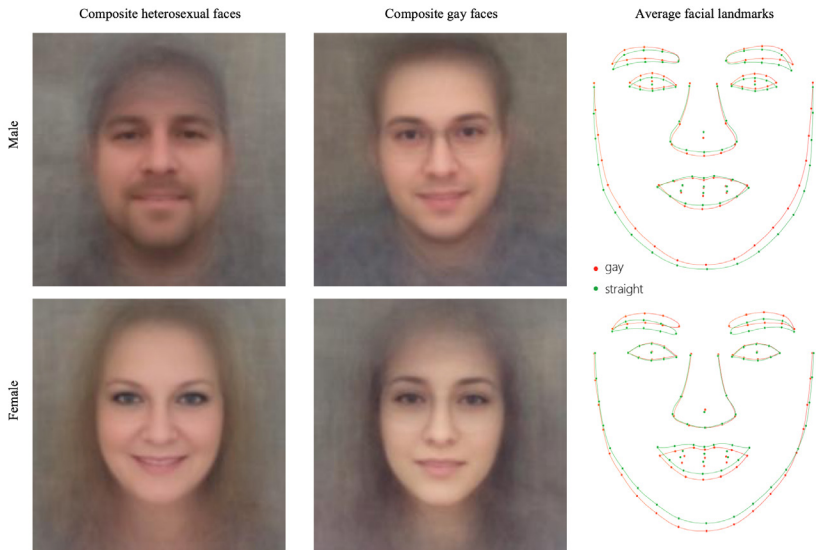 Composite heterosexual faces
Composite gay faces
Average facial landmarks
Male
gay
straight
Female